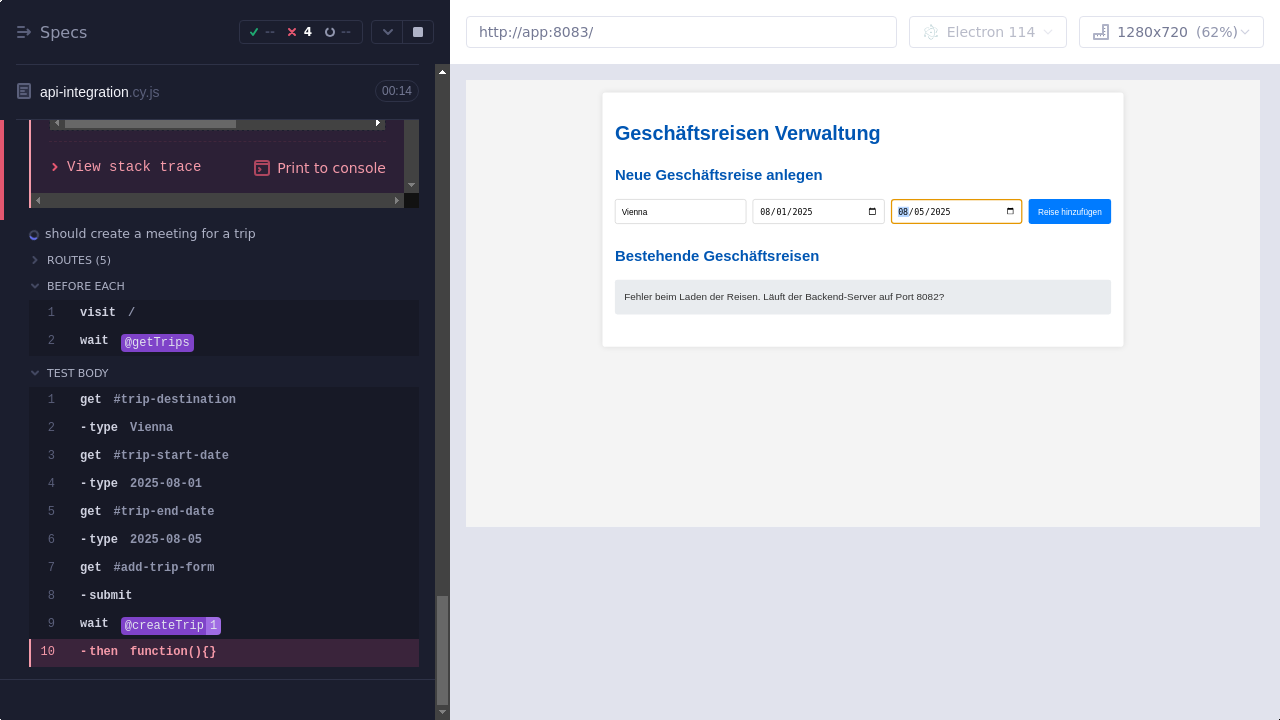 Specs
-- 4 --
api-integration.cy.js
00:14
View stack trace
Print to console
should create a meeting for a trip
ROUTES (5)
BEFORE EACH
1 visit /
2 wait @getTrips
TEST BODY
1 get #trip-destination
2 -type Vienna
3 get #trip-start-date
4 -type 2025-08-01
5 get #trip-end-date
6 -type 2025-08-05
7 get #add-trip-form
8 -submit
9 wait @createTrip 1
10 -then function(){}
http://app:8083/
Electron 114
1280x720 (62%)
Geschäftsreisen Verwaltung
Neue Geschäftsreise anlegen
Vienna
08/01/2025
08/05/2025
Reise hinzufügen
Bestehende Geschäftsreisen
Fehler beim Laden der Reisen. Läuft der Backend-Server auf Port 8082?